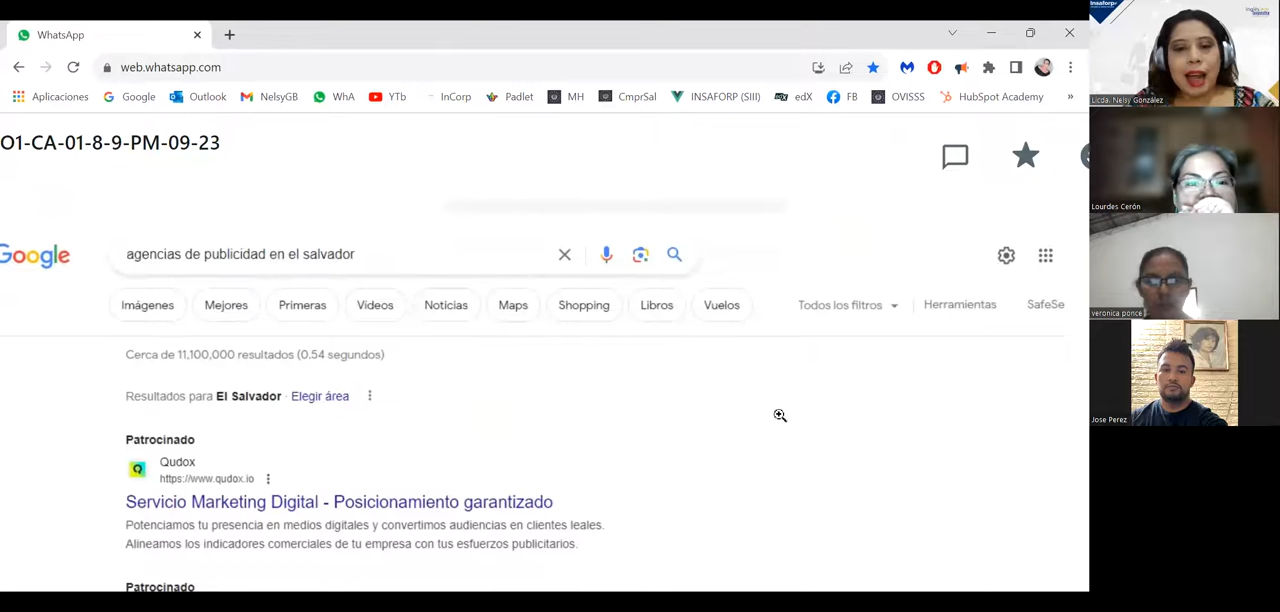 WhatsApp
web.whatsapp.com
Aplicaciones Google Outlook NelsyGB WhA YTb InCorp Padlet MH CmprSal INSAFORP (SIII) edX FB OVISSS HubSpot Academy »
O1-CA-01-8-9-PM-09-23
Google agencias de publicidad en el salvador
Imágenes Mejores Primeras Vídeos Noticias Maps Shopping Libros Vuelos Todos los filtros Herramientas SafeSe
Cerca de 11,100,000 resultados (0.54 segundos)
Resultados para El Salvador · Elegir área
Patrocinado
Qudox
https://www.qudox.io
Servicio Marketing Digital - Posicionamiento garantizado
Potenciamos tu presencia en medios digitales y convertimos audiencias en clientes leales.
Alineamos los indicadores comerciales de tu empresa con tus esfuerzos publicitarios.
Patrocinado
Insaforp
Licda. Nelsy González
Lourdes Cerón
veronica ponce
Jose Perez